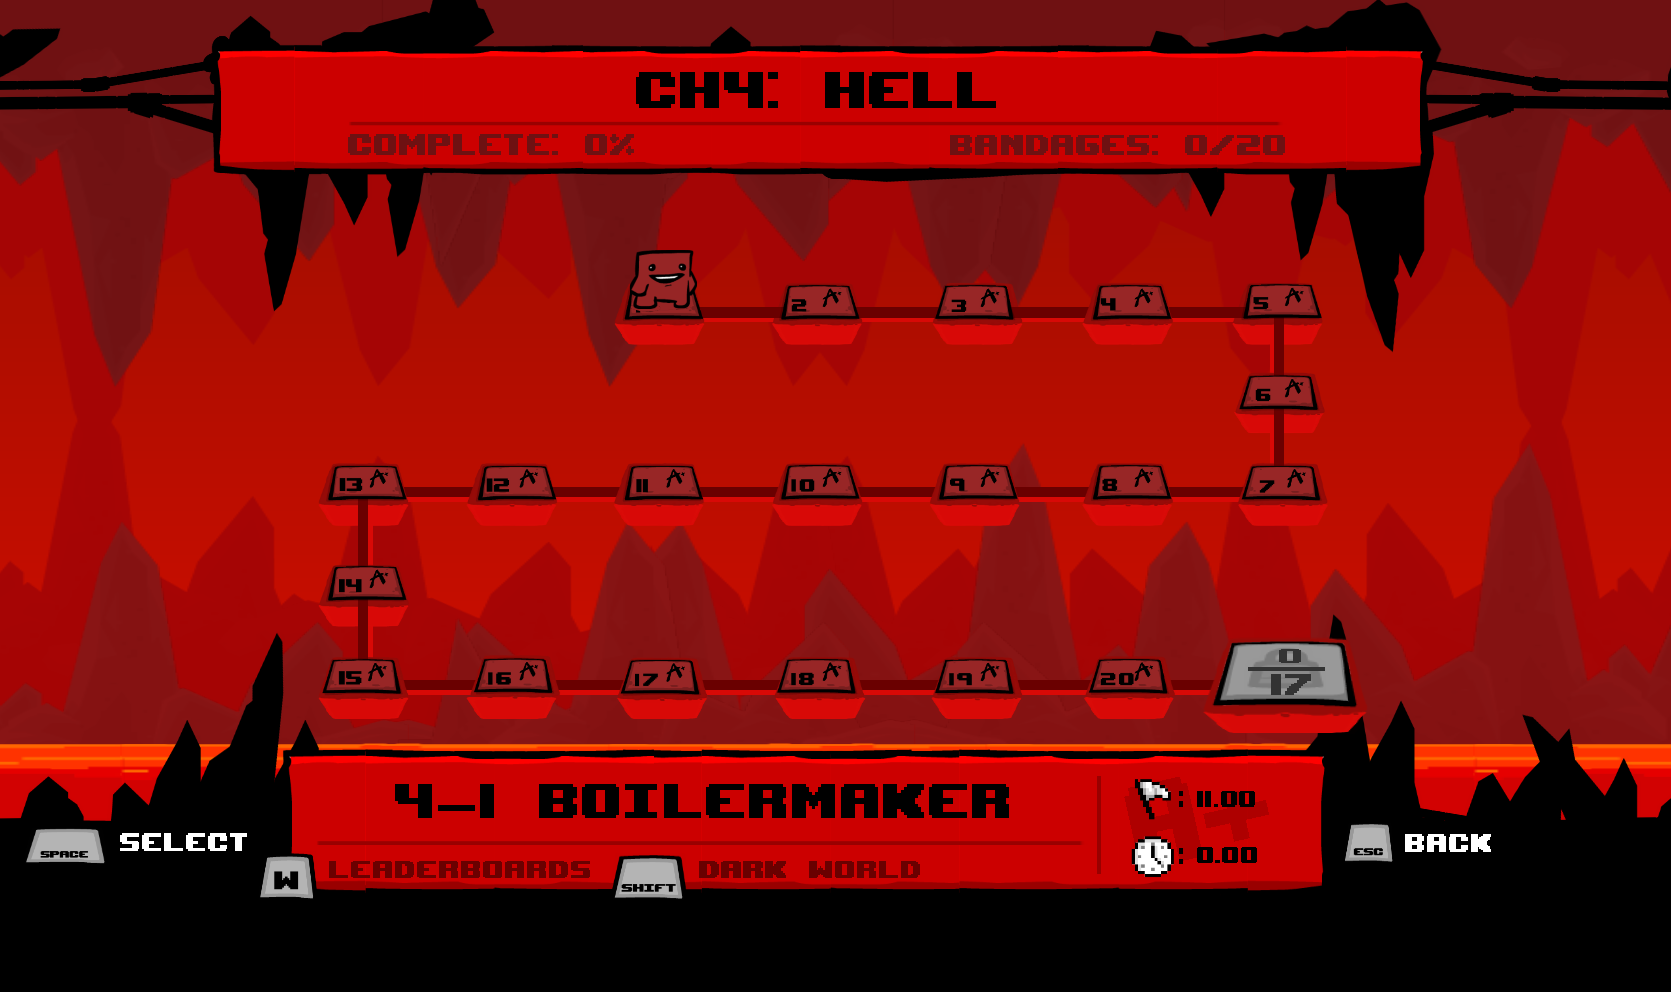 CH4: HELL
COMPLETE: 0%
BANDAGES: 0/20
2 A+
3 A+
4 A+
5 A+
6 A+
13 A+
12 A+
11 A+
10 A+
9 A+
8 A+
7 A+
14 A+
15 A+
16 A+
17 A+
18 A+
19 A+
20 A+
0
17
4-1 BOILERMAKER
A+
: 11.00
: 0.00
SPACE SELECT
W LEADERBOARDS SHIFT DARK WORLD
ESC BACK